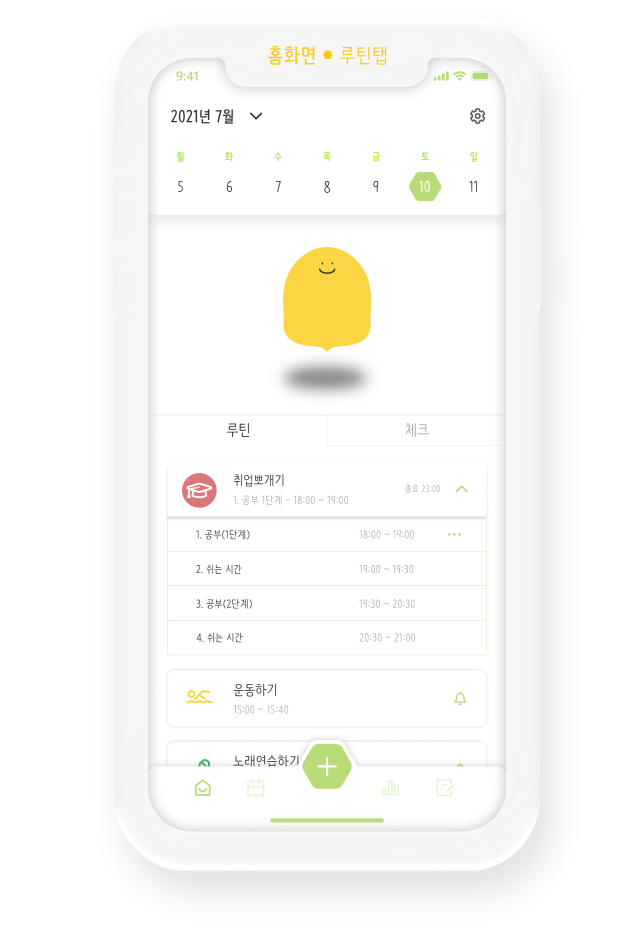 홈화면 루틴탭
9:41
2021년 7월
월 화 수 목 금 토 일
5 6 7 8 9 10 11
루틴 체크
취업뽀개기
1. 공부 1단계 - 18:00 ~ 19:00 종료 23:00
1. 공부(1단계) 18:00 ~ 19:00
2. 쉬는 시간 19:00 ~ 19:30
3. 공부(2단계) 19:30 ~ 20:30
4. 쉬는 시간 20:30 ~ 21:00
운동하기
15:00 ~ 15:40
노래연습하기